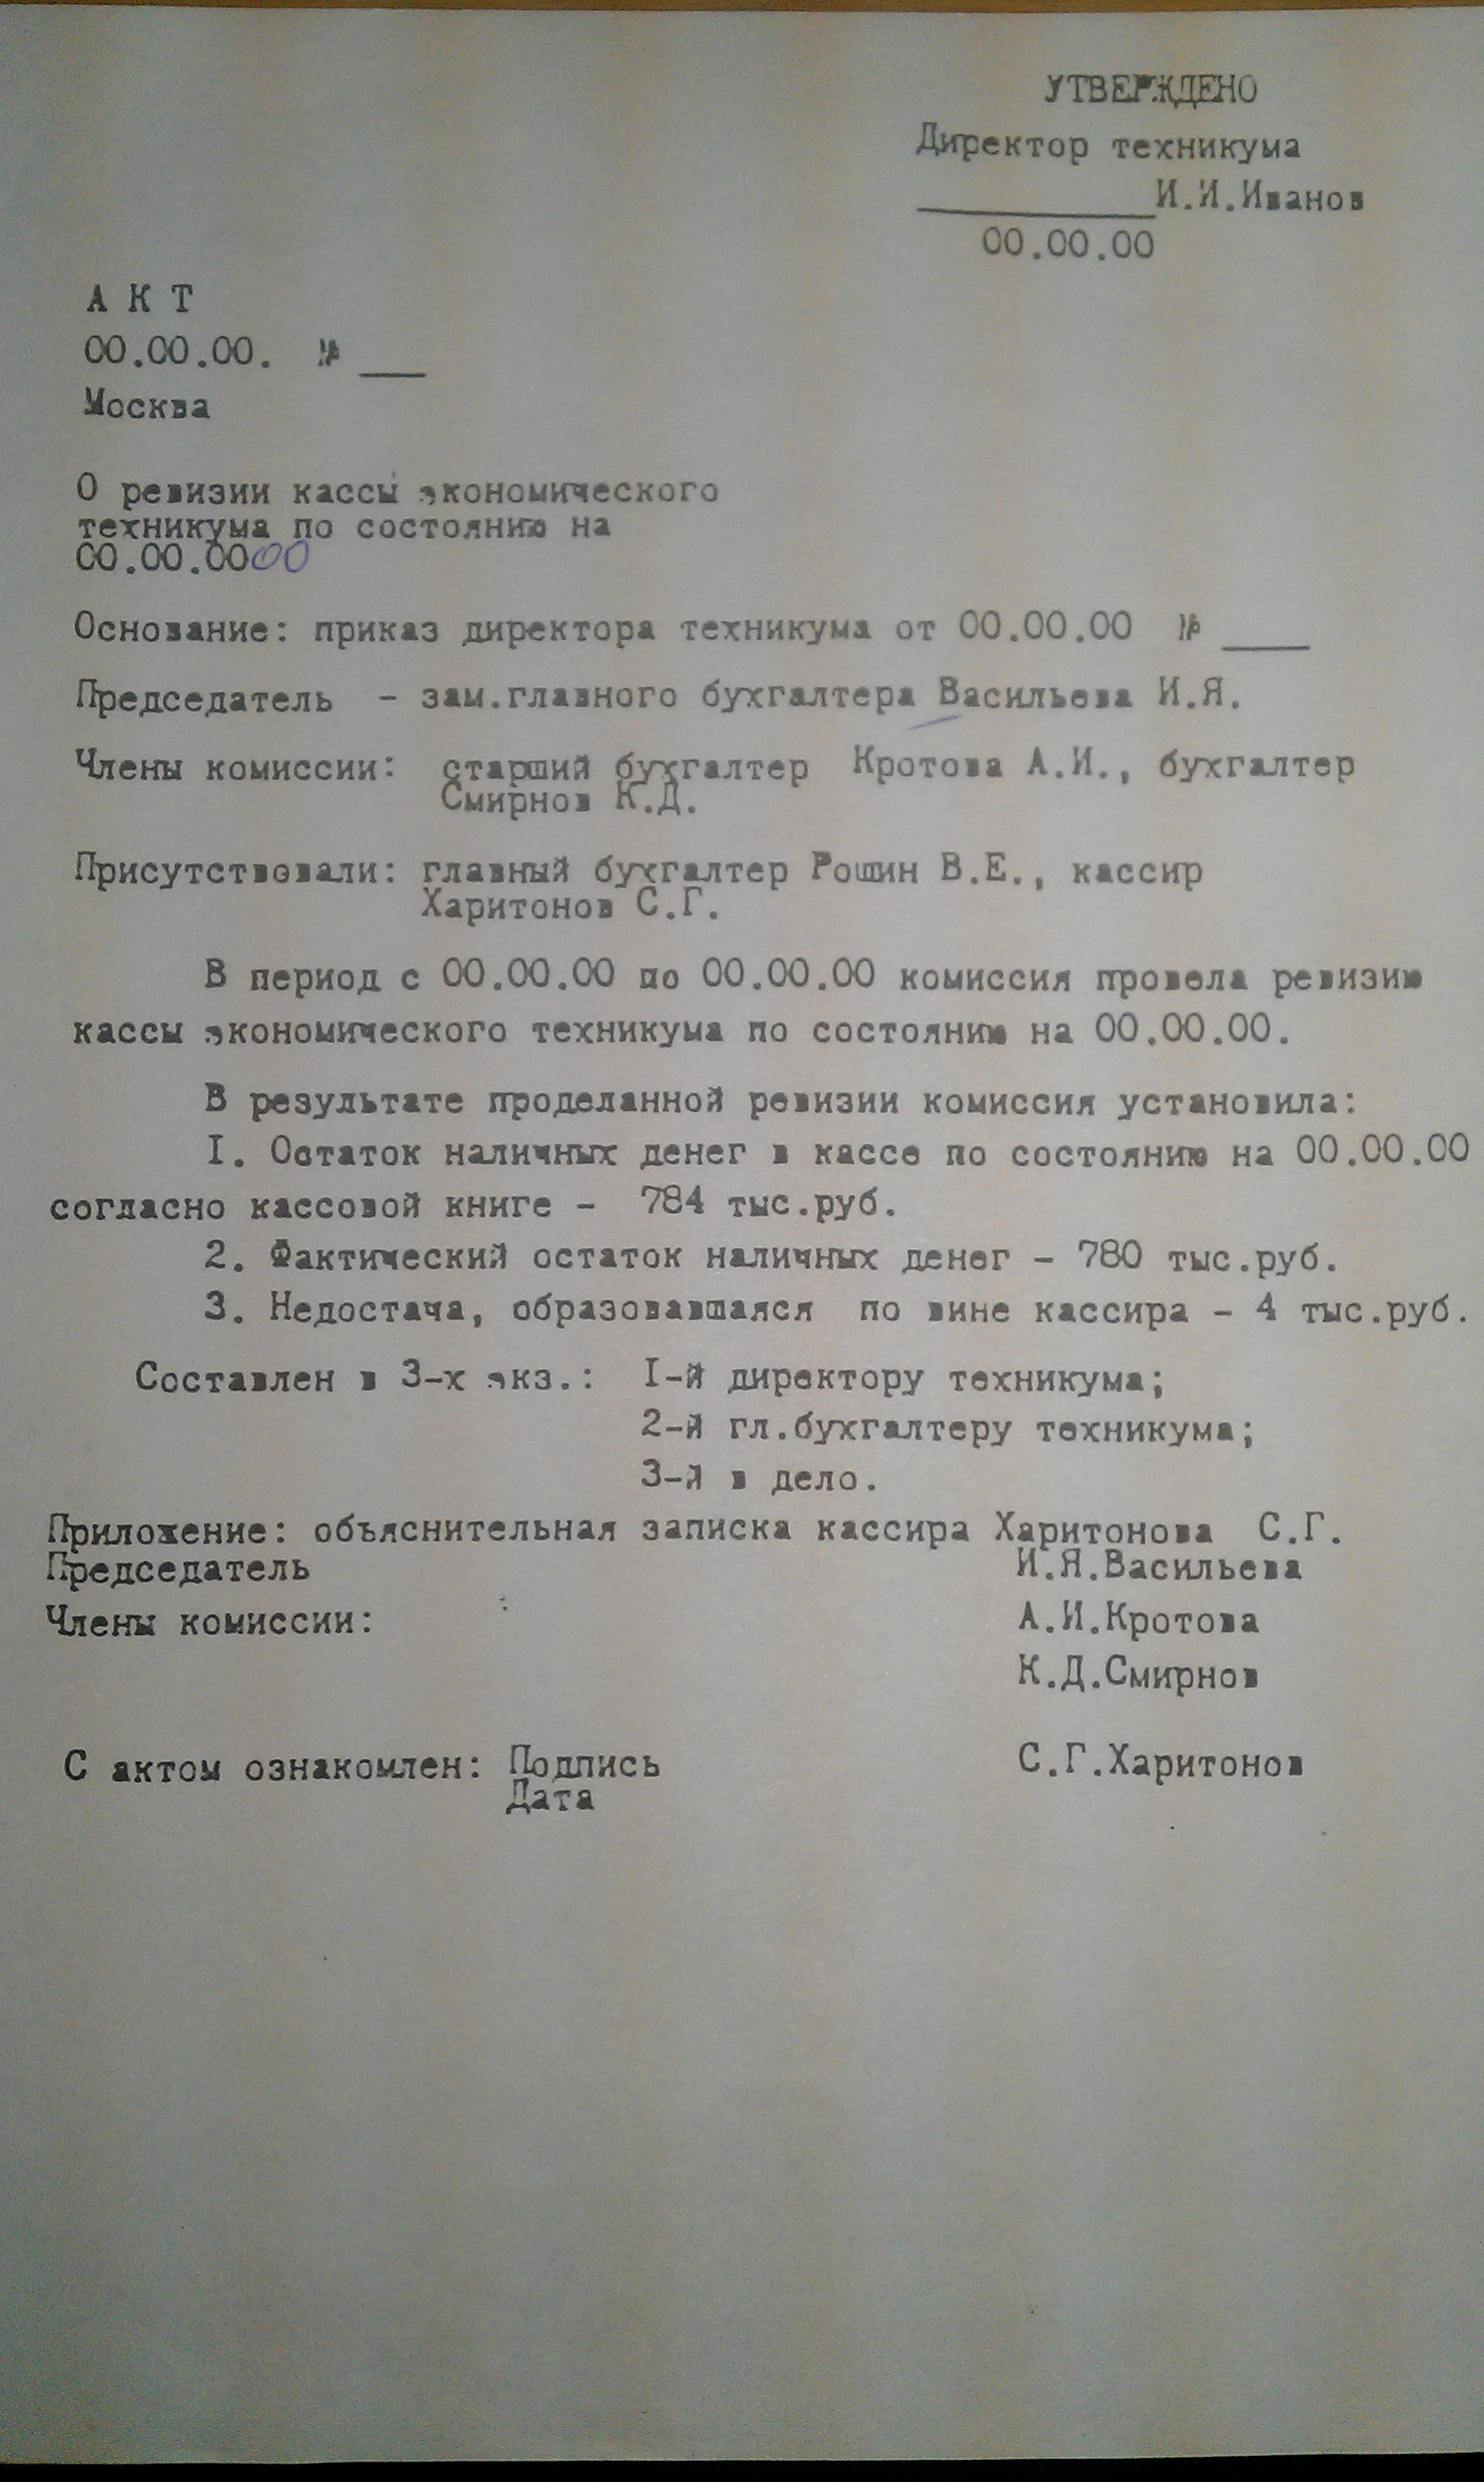 УТВЕРЖДЕНО
Директор техникума
___________И.И.Иванов
00.00.00
А К Т
00.00.00. № ___
Москва
О ревизии кассы экономического
техникума по состоянию на
00.00.0000
Основание: приказ директора техникума от 00.00.00 № ____
Председатель - зам.главного бухгалтера Васильева И.Я.
Члены комиссии: старший бухгалтер Кротова А.И., бухгалтер
Смирнов К.Д.
Присутствовали: главный бухгалтер Рошин В.Е., кассир
Харитонов С.Г.
В период с 00.00.00 по 00.00.00 комиссия провела ревизию
кассы экономического техникума по состоянию на 00.00.00.
В результате проделанной ревизии комиссия установила:
I. Остаток наличных денег в кассе по состоянию на 00.00.00
согласно кассовой книге - 784 тыс.руб.
2. Фактический остаток наличных денег - 780 тыс.руб.
3. Недостача, образовавшаяся по вине кассира - 4 тыс.руб.
Составлен в 3-х экз.: I-й директору техникума;
2-й гл.бухгалтеру техникума;
3-й в дело.
Приложение: объяснительная записка кассира Харитонова С.Г.
Председатель И.Я.Васильева
Члены комиссии: А.И.Кротова
К.Д.Смирнов
С актом ознакомлен: Подпись С.Г.Харитонов
Дата